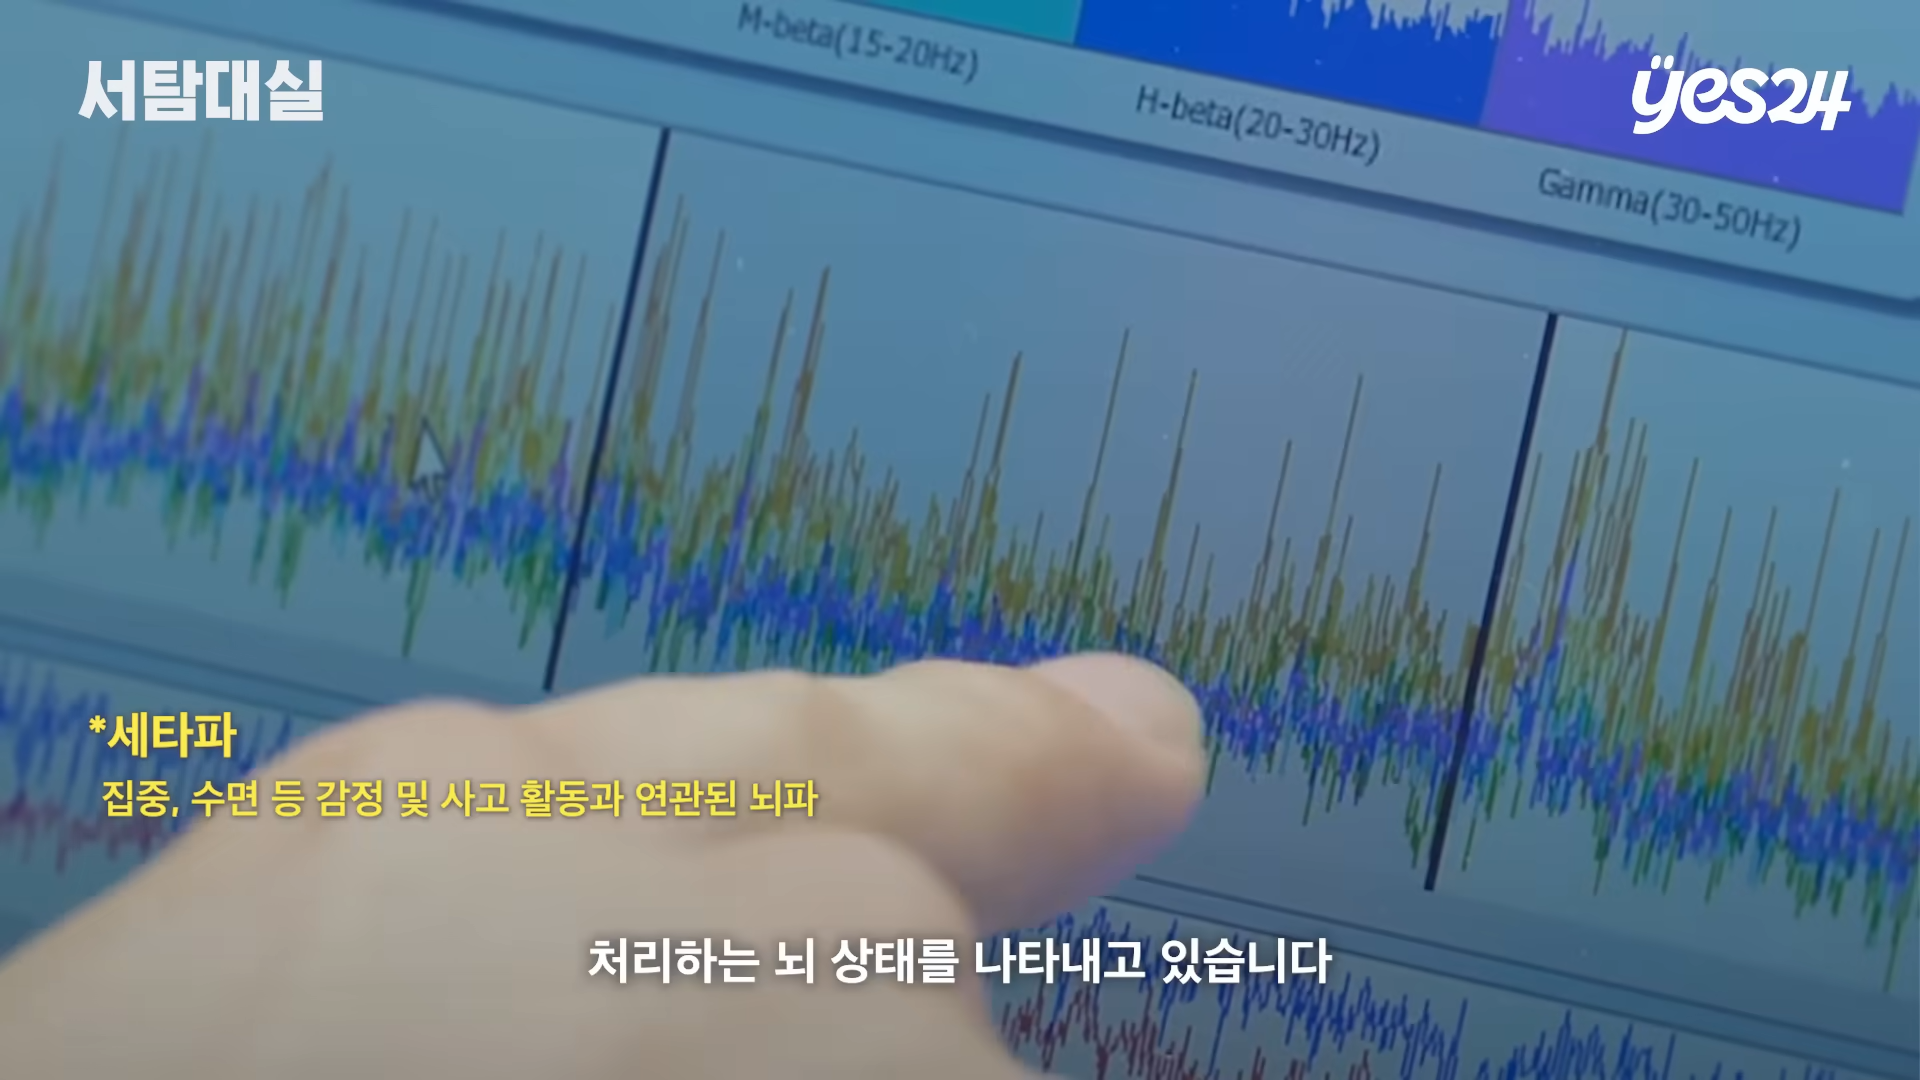 서탐대실
yes24
M-beta(15-20Hz)
H-beta(20-30Hz)
Gamma(30-50Hz)
*세타파
집중, 수면 등 감정 및 사고 활동과 연관된 뇌파
처리하는 뇌 상태를 나타내고 있습니다